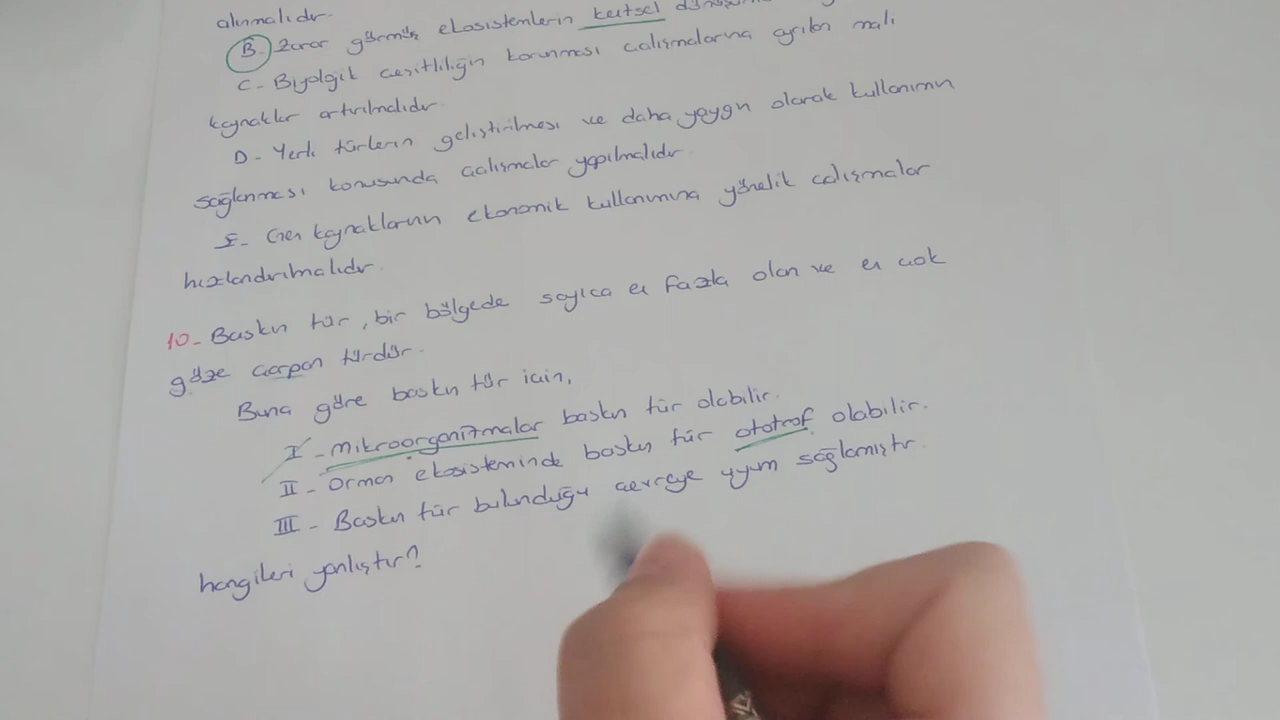 alınmalıdır.
B. Zarar görmüş ekosistemlerin kentsel
C- Biyolojik çeşitliliğin korunması çalışmalarına ayrılan mali
kaynaklar artırılmalıdır.
D- Yerli türlerin geliştirilmesi ve daha yaygın olarak kullanımın
sağlanması konusunda çalışmalar yapılmalıdır.
E- Gen kaynaklarının ekonomik kullanımına yönelik çalışmalar
hızlandırılmalıdır.
10- Baskın tür, bir bölgede sayıca en fazla olan ve en çok
göze çarpan türdür.
Buna göre baskın tür için,
I- Mikroorganizmalar baskın tür olabilir.
II- Orman ekosisteminde baskın tür ototrof olabilir.
III- Baskın tür bulunduğu çevreye uyum sağlamıştır.
hangileri yanlıştır?